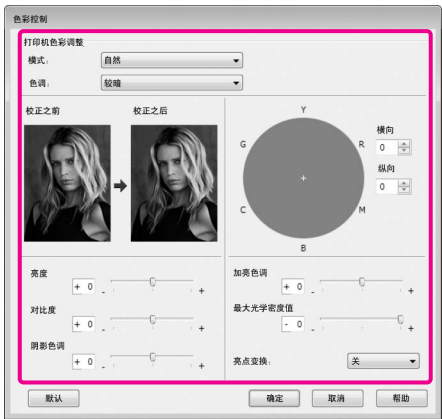 色彩控制
打印机色彩调整
模式： 自然
色调： 较暗
校正之前 校正之后
Y
G R
C M
B
横向
0
纵向
0
亮度
+ 0 - +
对比度
+ 0 - +
阴影色调
+ 0 - +
加亮色调
+ 0 - +
最大光学密度值
- 0 - +
亮点变换： 关
默认 确定 取消 帮助